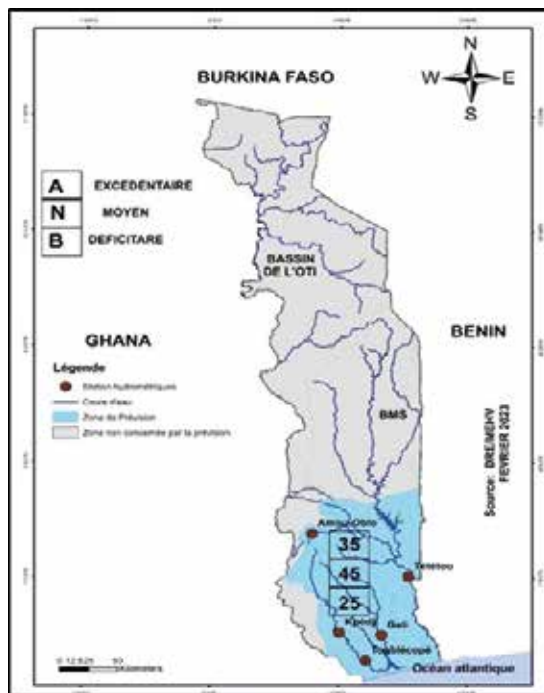 BURKINA FASO
N
W E
S
A EXCEDENTAIRE
N MOYEN
B DEFICITARE
BASSIN
DE L'OTI
GHANA
BENIN
Légende
Station hydrométriques
Cours d'eau
Zone de Prévision
Zone non concernée par la prévision
BMS
Source: DRE/MEHV
FEVRIER 2023
Amou Oblo
35
45
25
Tététou
Kpédji
Gati
Togblécopé
Océan atlantique